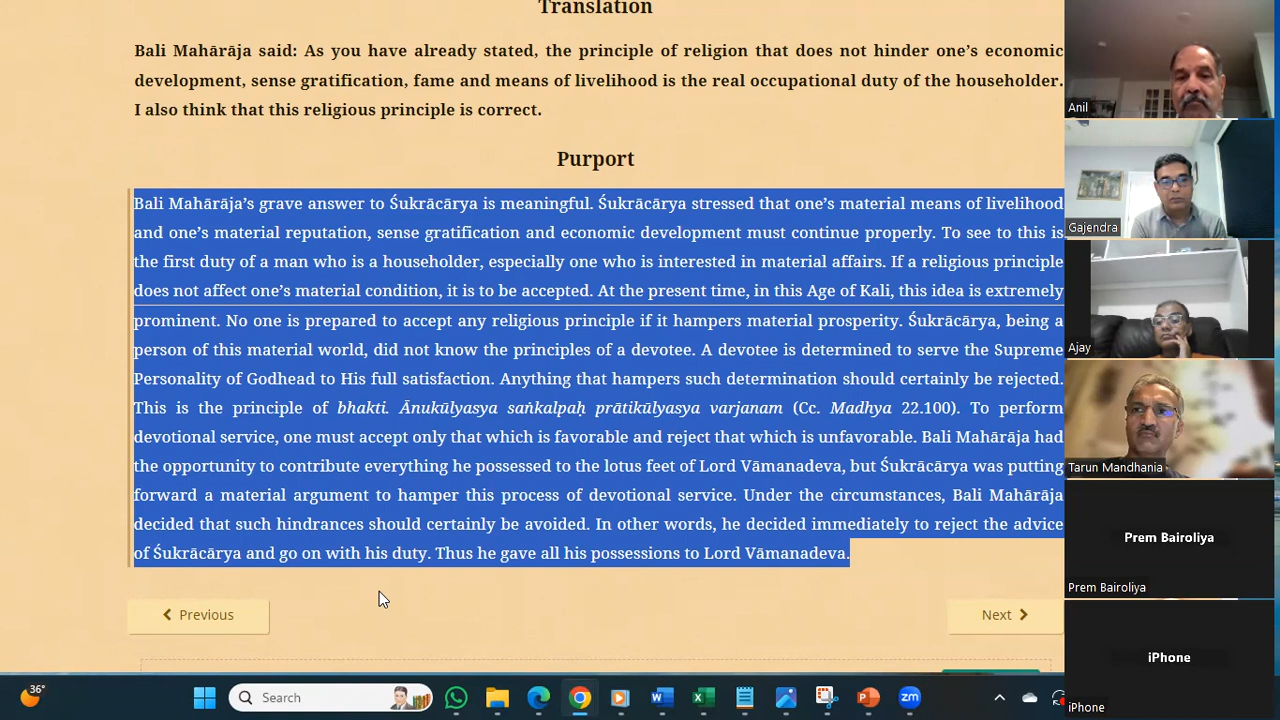 Translation
Bali Mahārāja said: As you have already stated, the principle of religion that does not hinder one’s economic
development, sense gratification, fame and means of livelihood is the real occupational duty of the householder.
I also think that this religious principle is correct.
Purport
Bali Mahārāja’s grave answer to Śukrācārya is meaningful. Śukrācārya stressed that one’s material means of livelihood
and one’s material reputation, sense gratification and economic development must continue properly. To see to this is
the first duty of a man who is a householder, especially one who is interested in material affairs. If a religious principle
does not affect one’s material condition, it is to be accepted. At the present time, in this Age of Kali, this idea is extremely
prominent. No one is prepared to accept any religious principle if it hampers material prosperity. Śukrācārya, being a
person of this material world, did not know the principles of a devotee. A devotee is determined to serve the Supreme
Personality of Godhead to His full satisfaction. Anything that hampers such determination should certainly be rejected.
This is the principle of bhakti. Ānukūlyasya saṅkalpaḥ prātikūlyasya varjanam (Cc. Madhya 22.100). To perform
devotional service, one must accept only that which is favorable and reject that which is unfavorable. Bali Mahārāja had
the opportunity to contribute everything he possessed to the lotus feet of Lord Vāmanadeva, but Śukrācārya was putting
forward a material argument to hamper this process of devotional service. Under the circumstances, Bali Mahārāja
decided that such hindrances should certainly be avoided. In other words, he decided immediately to reject the advice
of Śukrācārya and go on with his duty. Thus he gave all his possessions to Lord Vāmanadeva.
Previous
Next
Anil
Gajendra
Ajay
Tarun Mandhania
Prem Bairoliya
Prem Bairoliya
iPhone
iPhone
36°
Search
zm